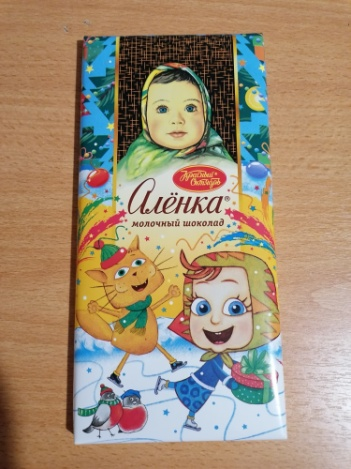 Красный
Октябрь
Алёнка®
молочный шоколад